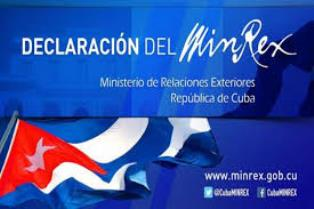 DECLARACIÓN DEL MinRex
Ministerio de Relaciones Exteriores
República de Cuba
www.minrex.gob.cu
@CubaMINREX CubaMINREX